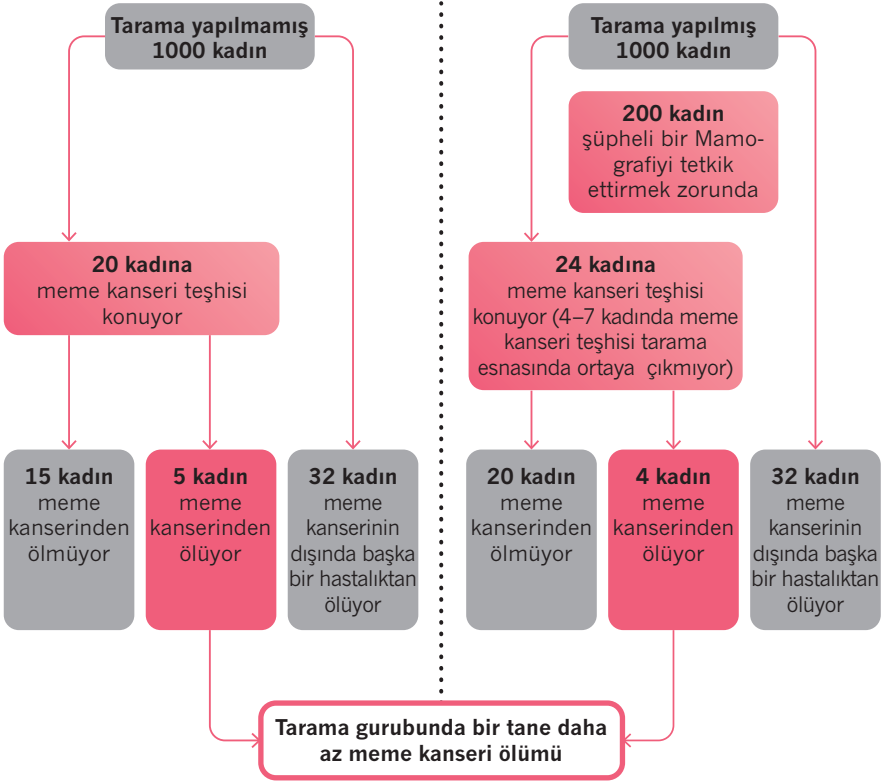 Tarama yapılmamış
1000 kadın
20 kadına
meme kanseri teşhisi
konuyor
15 kadın
meme
kanserinden
ölmüyor
5 kadın
meme
kanserinden
ölüyor
32 kadın
meme
kanserinin
dışında başka
bir hastalıktan
ölüyor
Tarama yapılmış
1000 kadın
200 kadın
şüpheli bir Mamo-
grafiyi tetkik
ettirmek zorunda
24 kadına
meme kanseri teşhisi
konuyor (4–7 kadında meme
kanseri teşhisi tarama
esnasında ortaya çıkmıyor)
20 kadın
meme
kanserinden
ölmüyor
4 kadın
meme
kanserinden
ölüyor
32 kadın
meme
kanserinin
dışında başka
bir hastalıktan
ölüyor
Tarama gurubunda bir tane daha
az meme kanseri ölümü